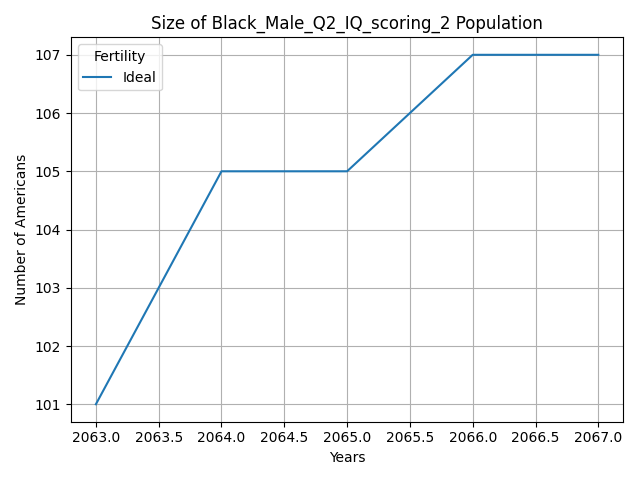 Size of Black_Male_Q2_IQ_scoring_2 Population
Fertility
Ideal
Number of Americans
107
106
105
104
103
102
101
2063.0 2063.5 2064.0 2064.5 2065.0 2065.5 2066.0 2066.5 2067.0
Years